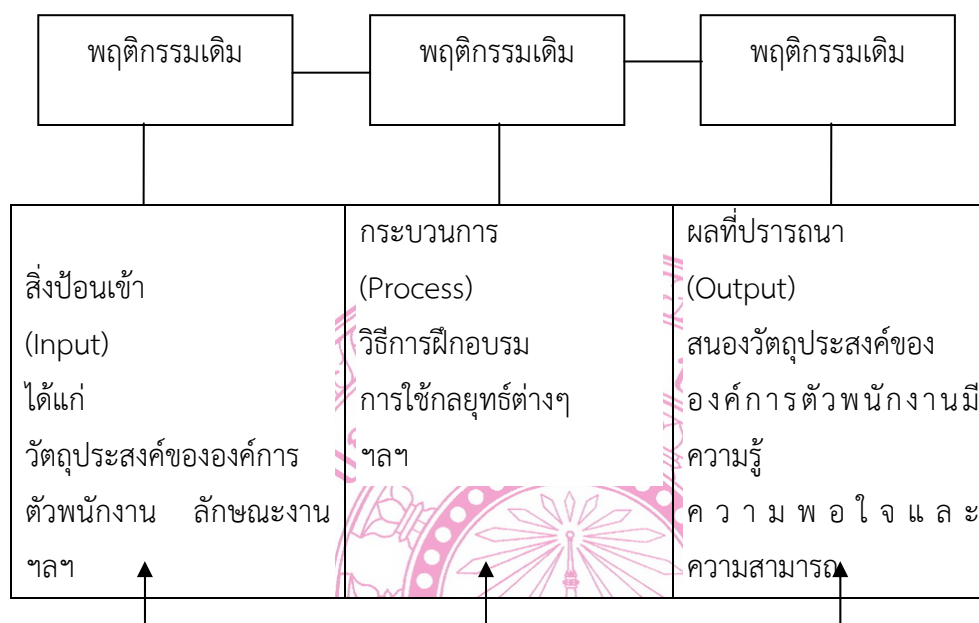 พฤติกรรมเดิม
พฤติกรรมเดิม
พฤติกรรมเดิม
สิ่งป้อนเข้า
(Input)
ได้แก่
วัตถุประสงค์ขององค์การ
ตัวพนักงาน ลักษณะงาน
ฯลฯ
กระบวนการ
(Process)
วิธีการฝึกอบรม
การใช้กลยุทธ์ต่างๆ
ฯลฯ
ผลที่ปรารถนา
(Output)
สนองวัตถุประสงค์ของ
องค์การตัวพนักงานมี
ความรู้
ความพอใจและ
ความสามารถ